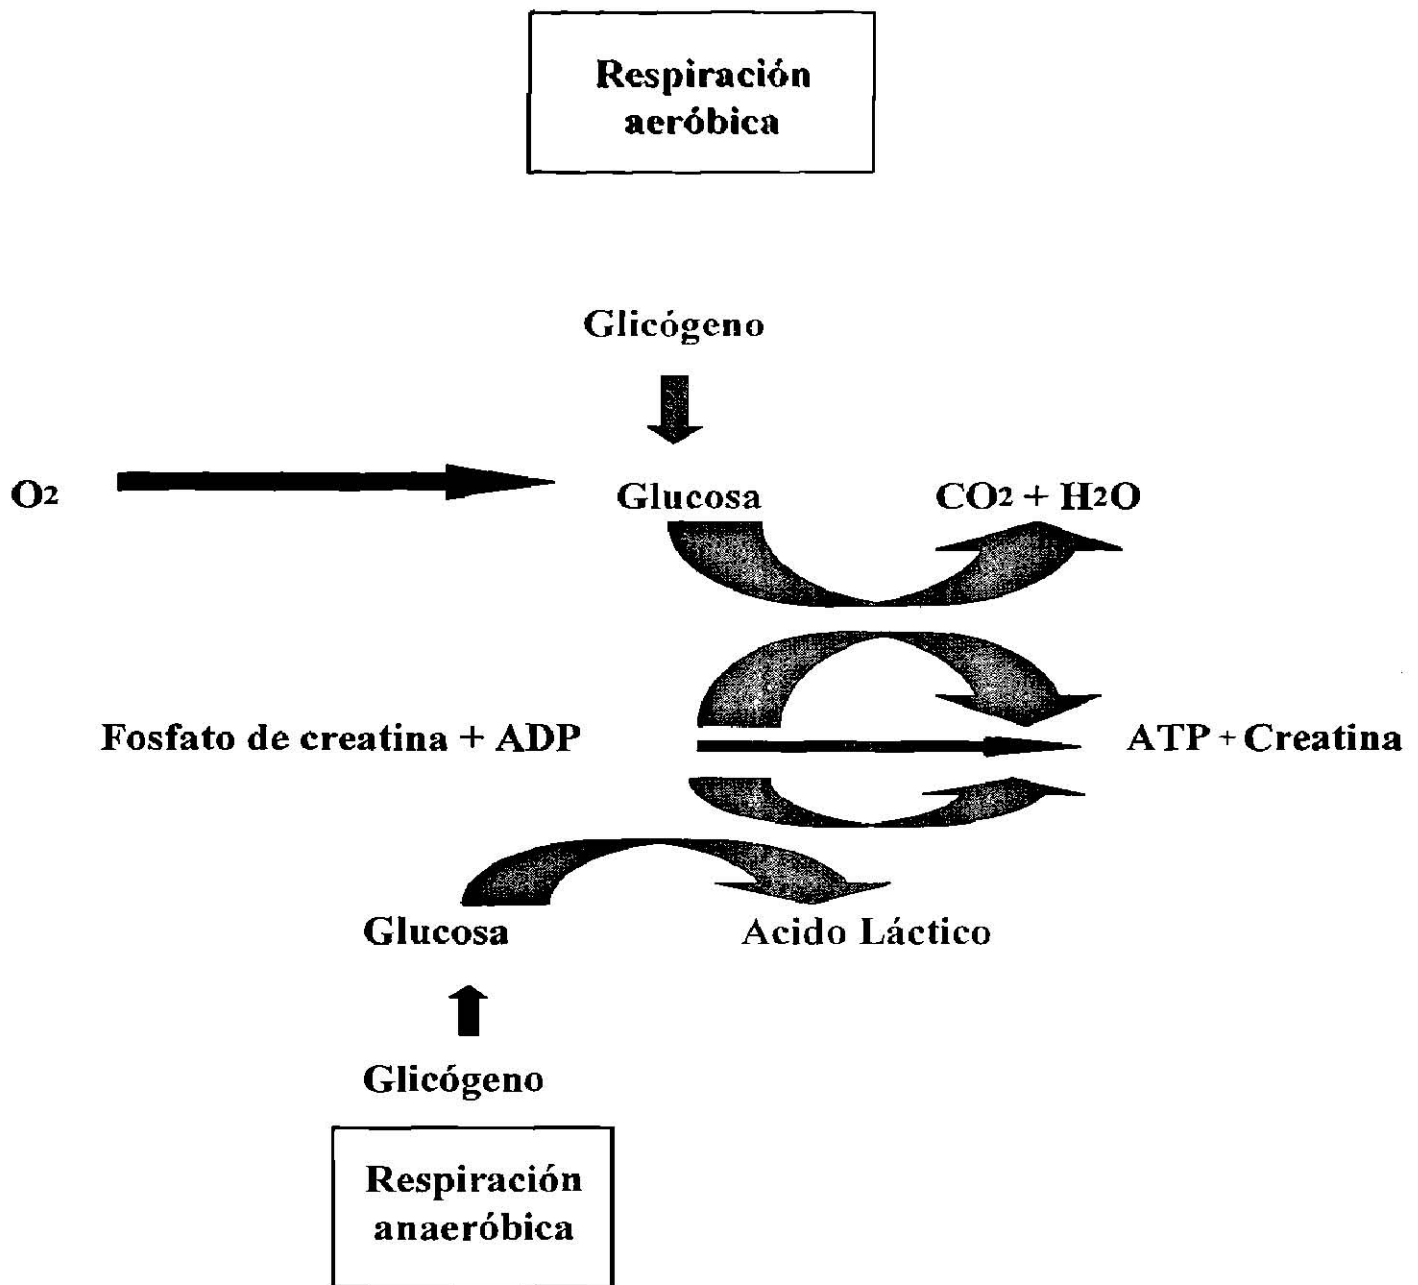 Respiración
aeróbica
Glicógeno
O2
Glucosa
CO2 + H2O
Fosfato de creatina + ADP
ATP + Creatina
Glucosa
Acido Láctico
Glicógeno
Respiración
anaeróbica